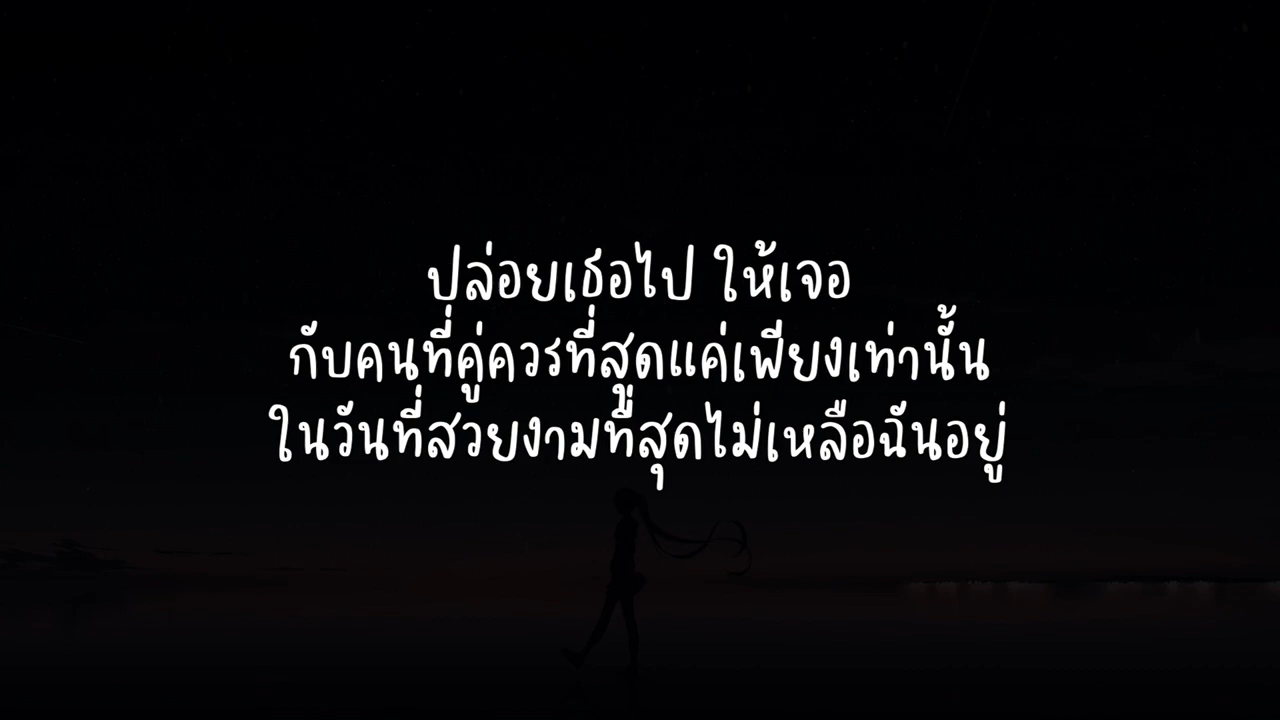 ปล่อยเธอไป ให้เจอ
กับคนที่คู่ควรที่สุดแค่เพียงเท่านั้น
ในวันที่สวยงามที่สุดไม่เหลือฉันอยู่